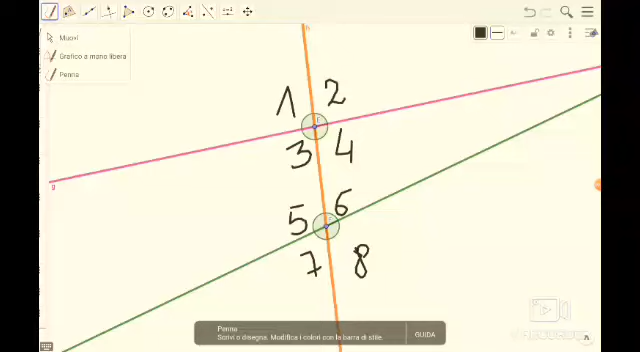 Muovi
Grafico a mano libera
Penna
h
1 2
E
3 4
g
5 6
F
7 8
Penna
Scrivi o disegna. Modifica i colori con la barra di stile.
GUIDA